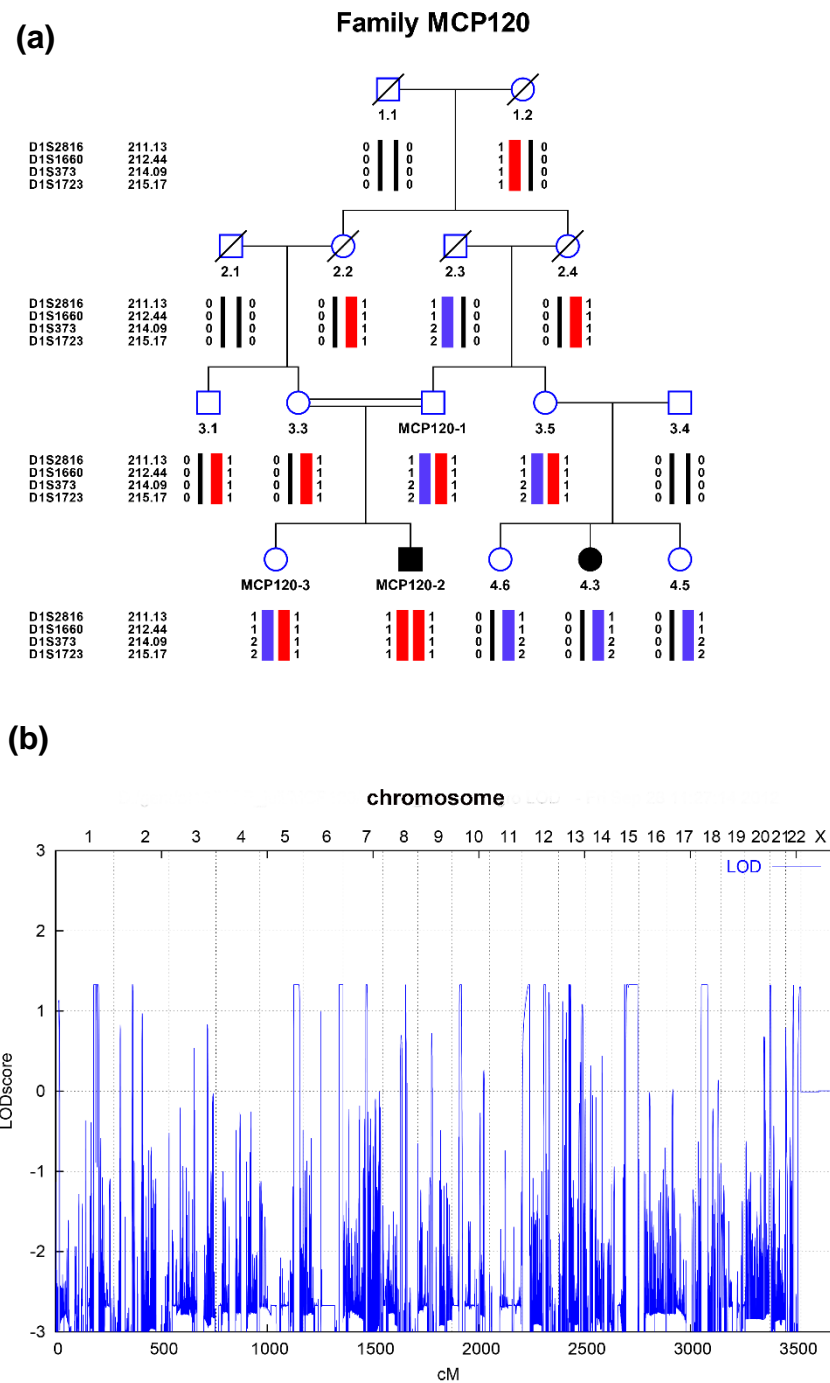 (a)
Family MCP120
1.1 1.2
D1S2816 211.13 0 0 1 0
D1S1660 212.44 0 0 1 0
D1S373 214.09 0 0 1 0
D1S1723 215.17 0 0 1 0
2.1 2.2 2.3 2.4
D1S2816 211.13 0 0 0 1 1 0 0 1
D1S1660 212.44 0 0 0 1 1 0 0 1
D1S373 214.09 0 0 0 1 2 0 0 1
D1S1723 215.17 0 0 0 1 2 0 0 1
3.1 3.3 MCP120-1 3.5 3.4
D1S2816 211.13 0 1 0 1 1 1 1 1 0 0
D1S1660 212.44 0 1 0 1 1 1 1 1 0 0
D1S373 214.09 0 1 0 1 2 1 2 1 0 0
D1S1723 215.17 0 1 0 1 2 1 2 1 0 0
MCP120-3 MCP120-2 4.6 4.3 4.5
D1S2816 211.13 1 1 1 1 0 1 0 1 0 1
D1S1660 212.44 1 1 1 1 0 1 0 1 0 1
D1S373 214.09 2 1 1 1 0 2 0 2 0 2
D1S1723 215.17 2 1 1 1 0 2 0 2 0 2
(b)
chromosome
1 2 3 4 5 6 7 8 9 10 11 12 13 14 15 16 17 18 19 20 21 22 X
3
LOD
2
1
0
LODscore
-1
-2
-3
0 500 1000 1500 2000 2500 3000 3500
cM